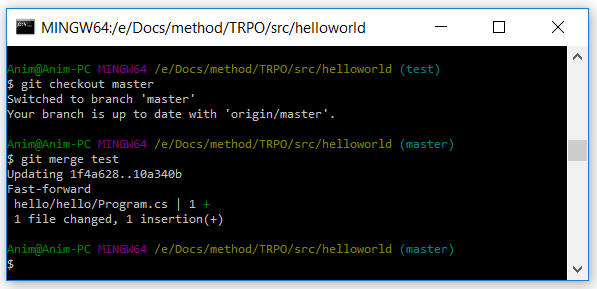 MINGW64:/e/Docs/method/TRPO/src/helloworld
Anim@Anim-PC MINGW64 /e/Docs/method/TRPO/src/helloworld (test)
$ git checkout master
Switched to branch 'master'
Your branch is up to date with 'origin/master'.
Anim@Anim-PC MINGW64 /e/Docs/method/TRPO/src/helloworld (master)
$ git merge test
Updating 1f4a628..10a340b
Fast-forward
 hello/hello/Program.cs | 1 +
 1 file changed, 1 insertion(+)
Anim@Anim-PC MINGW64 /e/Docs/method/TRPO/src/helloworld (master)
$